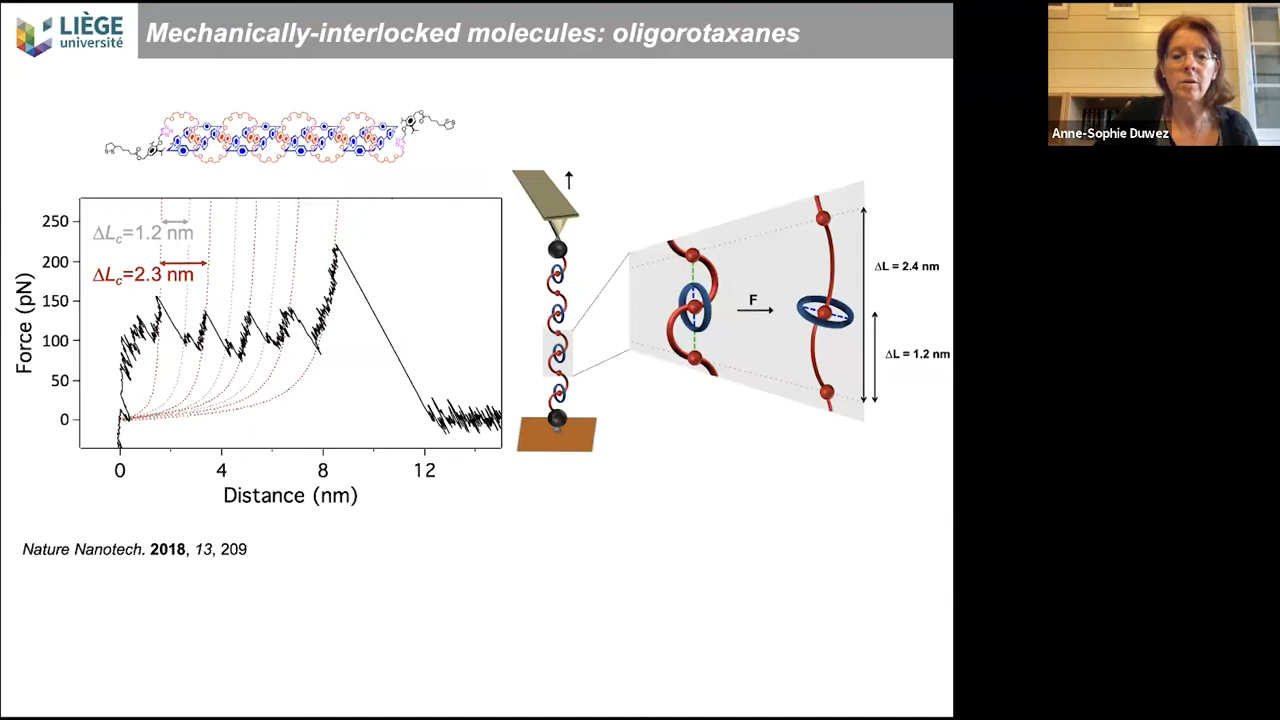 LIÈGE
université
Mechanically-interlocked molecules: oligorotaxanes
Anne-Sophie Duwez
ΔLc=1.2 nm
ΔLc=2.3 nm
Force (pN)
250
200
150
100
50
0
0 4 8 12
Distance (nm)
F
ΔL = 2.4 nm
ΔL = 1.2 nm
Nature Nanotech. 2018, 13, 209